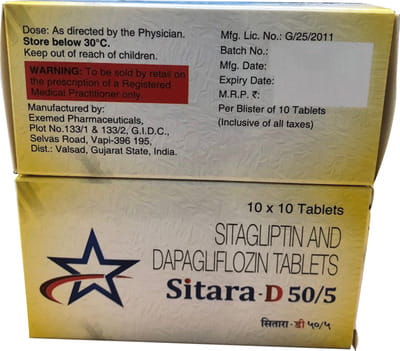 Dose: As directed by the Physician.
Store below 30°C.
Keep out of reach of children.
WARNING: To be sold by retail on
the prescription of a Registered
Medical Practitioner only.
Manufactured by:
Exemed Pharmaceuticals,
Plot No.133/1 & 133/2, G.I.D.C.,
Selvas Road, Vapi-396 195,
Dist.: Valsad, Gujarat State, India.
Mfg. Lic. No.: G/25/2011
Batch No.:
Mfg. Date:
Expiry Date:
M.R.P. ₹:
Per Blister of 10 Tablets
(Inclusive of all taxes)
10 x 10 Tablets
SITAGLIPTIN AND
DAPAGLIFLOZIN TABLETS
Sitara-D 50/5
सितारा-डी ५०/५